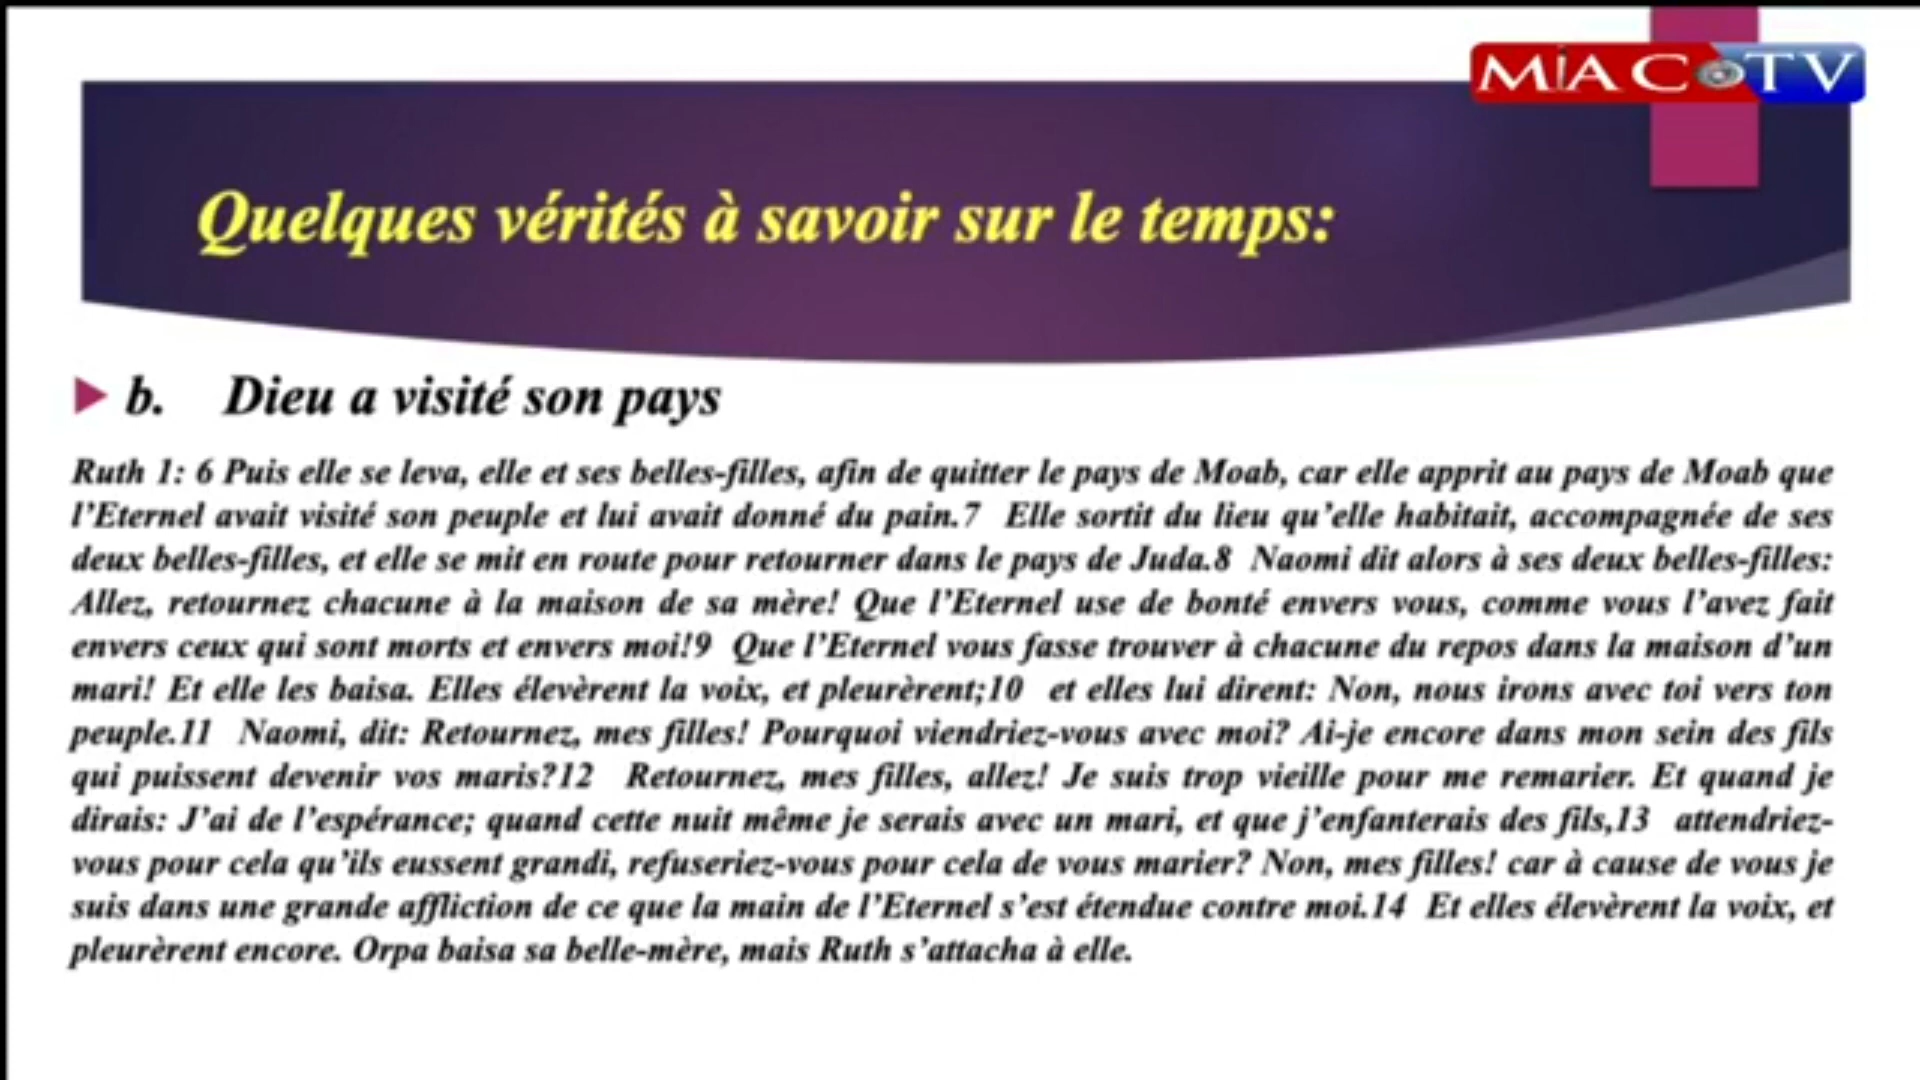 MiAC TV
Quelques vérités à savoir sur le temps:
b. Dieu a visité son pays
Ruth 1: 6 Puis elle se leva, elle et ses belles-filles, afin de quitter le pays de Moab, car elle apprit au pays de Moab que
l’Eternel avait visité son peuple et lui avait donné du pain.7 Elle sortit du lieu qu’elle habitait, accompagnée de ses
deux belles-filles, et elle se mit en route pour retourner dans le pays de Juda.8 Naomi dit alors à ses deux belles-filles:
Allez, retournez chacune à la maison de sa mère! Que l’Eternel use de bonté envers vous, comme vous l’avez fait
envers ceux qui sont morts et envers moi!9 Que l’Eternel vous fasse trouver à chacune du repos dans la maison d’un
mari! Et elle les baisa. Elles élevèrent la voix, et pleurèrent;10 et elles lui dirent: Non, nous irons avec toi vers ton
peuple.11 Naomi, dit: Retournez, mes filles! Pourquoi viendriez-vous avec moi? Ai-je encore dans mon sein des fils
qui puissent devenir vos maris?12 Retournez, mes filles, allez! Je suis trop vieille pour me remarier. Et quand je
dirais: J’ai de l’espérance; quand cette nuit même je serais avec un mari, et que j’enfanterais des fils,13 attendriez-
vous pour cela qu’ils eussent grandi, refuseriez-vous pour cela de vous marier? Non, mes filles! car à cause de vous je
suis dans une grande affliction de ce que la main de l’Eternel s’est étendue contre moi.14 Et elles élevèrent la voix, et
pleurèrent encore. Orpa baisa sa belle-mère, mais Ruth s’attacha à elle.